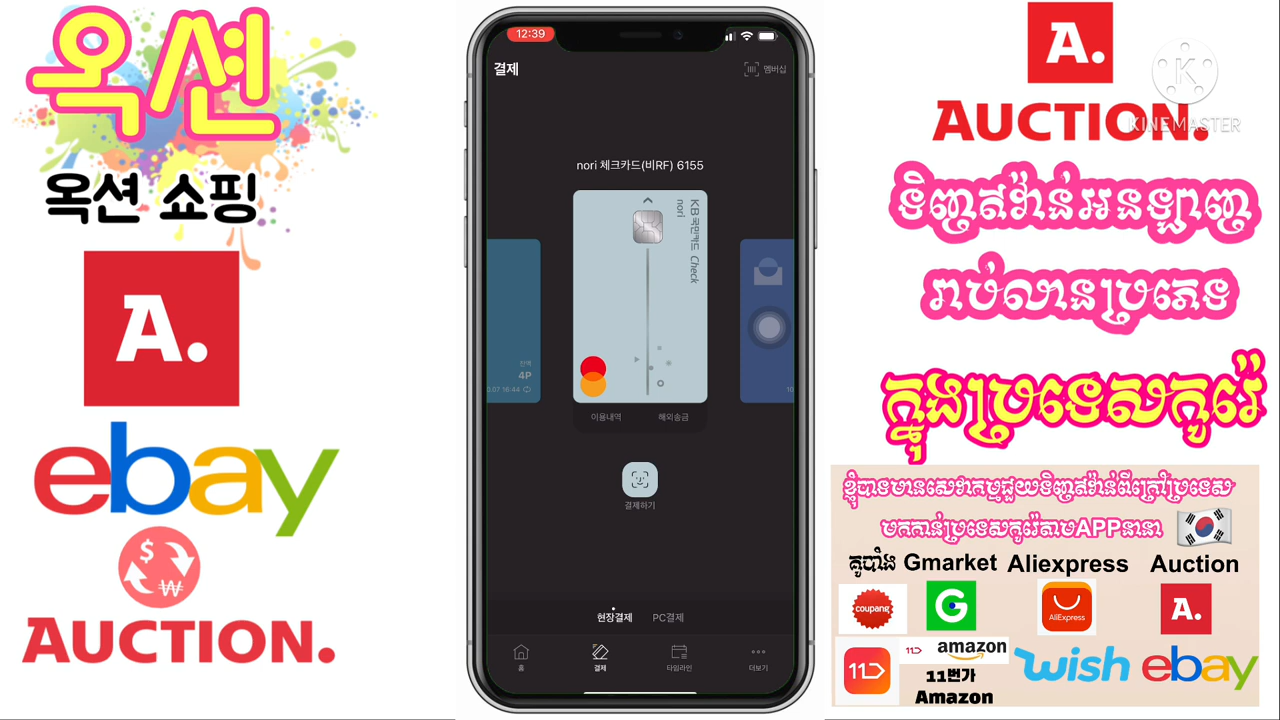 옥션
옥션 쇼핑
A.
ebay
$
₩
AUCTION.
12:39
결제
멤버십
nori 체크카드(비RF) 6155
KB국민카드 Check
nori
잔액
4P
0.07 16:44
10
이용내역
해외송금
결제하기
현장결제
PC결제
홈
결제
타임라인
더보기
A.
K
KINEMASTER
AUCTION.
ទិញឥវ៉ាន់អនឡាញ
រាប់លានប្រភេទ
ក្នុងប្រទេសកូរ៉េ
ខ្ញុំបាទមានសេវាកម្មជួយទិញឥវ៉ាន់ពីក្រៅប្រទេស
មកកាន់ប្រទេសកូរ៉េតាមAPPនានា
គូប៉ាង Gmarket Aliexpress Auction
coupang
G
AliExpress
A.
11
amazon
11번가
Amazon
wish
ebay